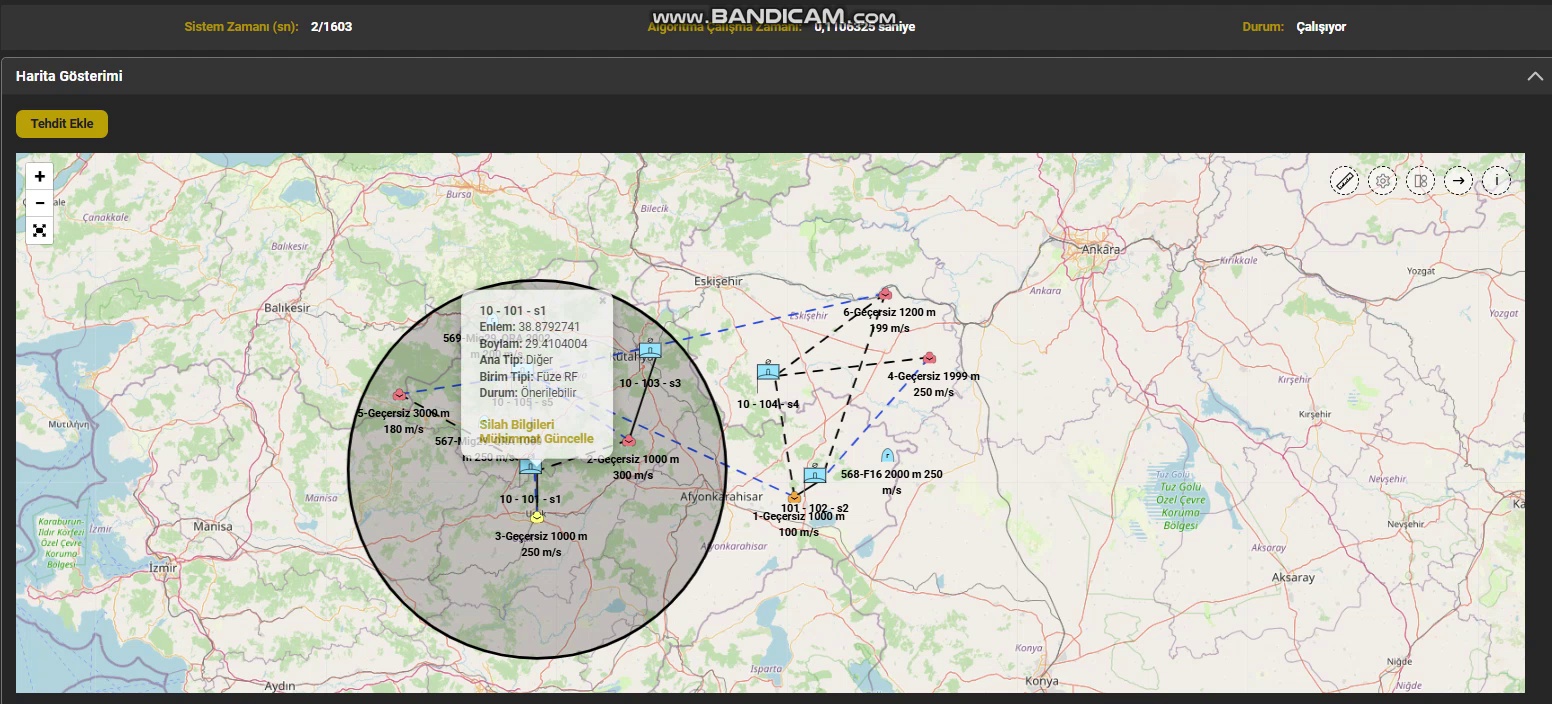 www.BANDICAM.com
Sistem Zamanı (sn): 2/1603
Algoritma Çalışma Zamanı: 0,1106325 saniye
Durum: Çalışıyor
Harita Gösterimi
Tehdit Ekle
+
−
Çanakkale
Bursa
Bilecik
Balıkesir
Balıkesir
Eskişehir
Eskişehir
Ankara
Ankara
Kırıkkale
Yozgat
Yozgat
10 - 101 - s1
Enlem: 38.8792741
Boylam: 29.4104004
Ana Tip: Diğer
Birim Tipi: Füze RF
Durum: Önerilebilir
Silah Bilgileri
Mühimmat Güncelle
10 - 105 - s5
6-Geçersiz 1200 m
199 m/s
10 - 103 - s3
4-Geçersiz 1999 m
250 m/s
10 - 104 - s4
5-Geçersiz 3000 m
180 m/s
Kırşehir
Kırşehir
2-Geçersiz 1000 m
300 m/s
568-F16 2000 m 250
m/s
10 - 101 - s1
101 - 102 - s2
1-Geçersiz 1000 m
100 m/s
3-Geçersiz 1000 m
250 m/s
Manisa
Manisa
Afyonkarahisar
Afyonkarahisar
Tuz Gölü
Özel Çevre
Koruma
Bölgesi
Nevşehir
Nevşehir
Karaburun-
Ildır Körfezi
Özel Çevre
Koruma
Bölgesi
İzmir
İzmir
Aksaray
Aksaray
Isparta
Konya
Konya
Niğde
Niğde
Aydın